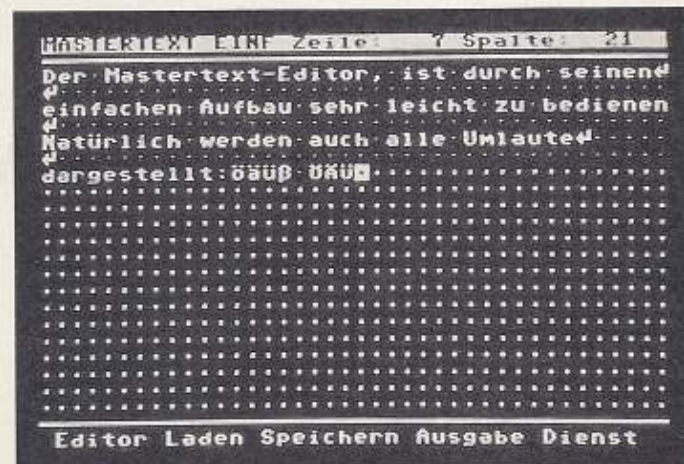 MASTERTEXT EINF Zeile: 7 Spalte: 21
Der Mastertext-Editor, ist durch seinen
einfachen Aufbau sehr leicht zu bedienen
Natürlich werden auch alle Umlaute
dargestellt:öäüß ÖÄÜ
Editor Laden Speichern Ausgabe Dienst